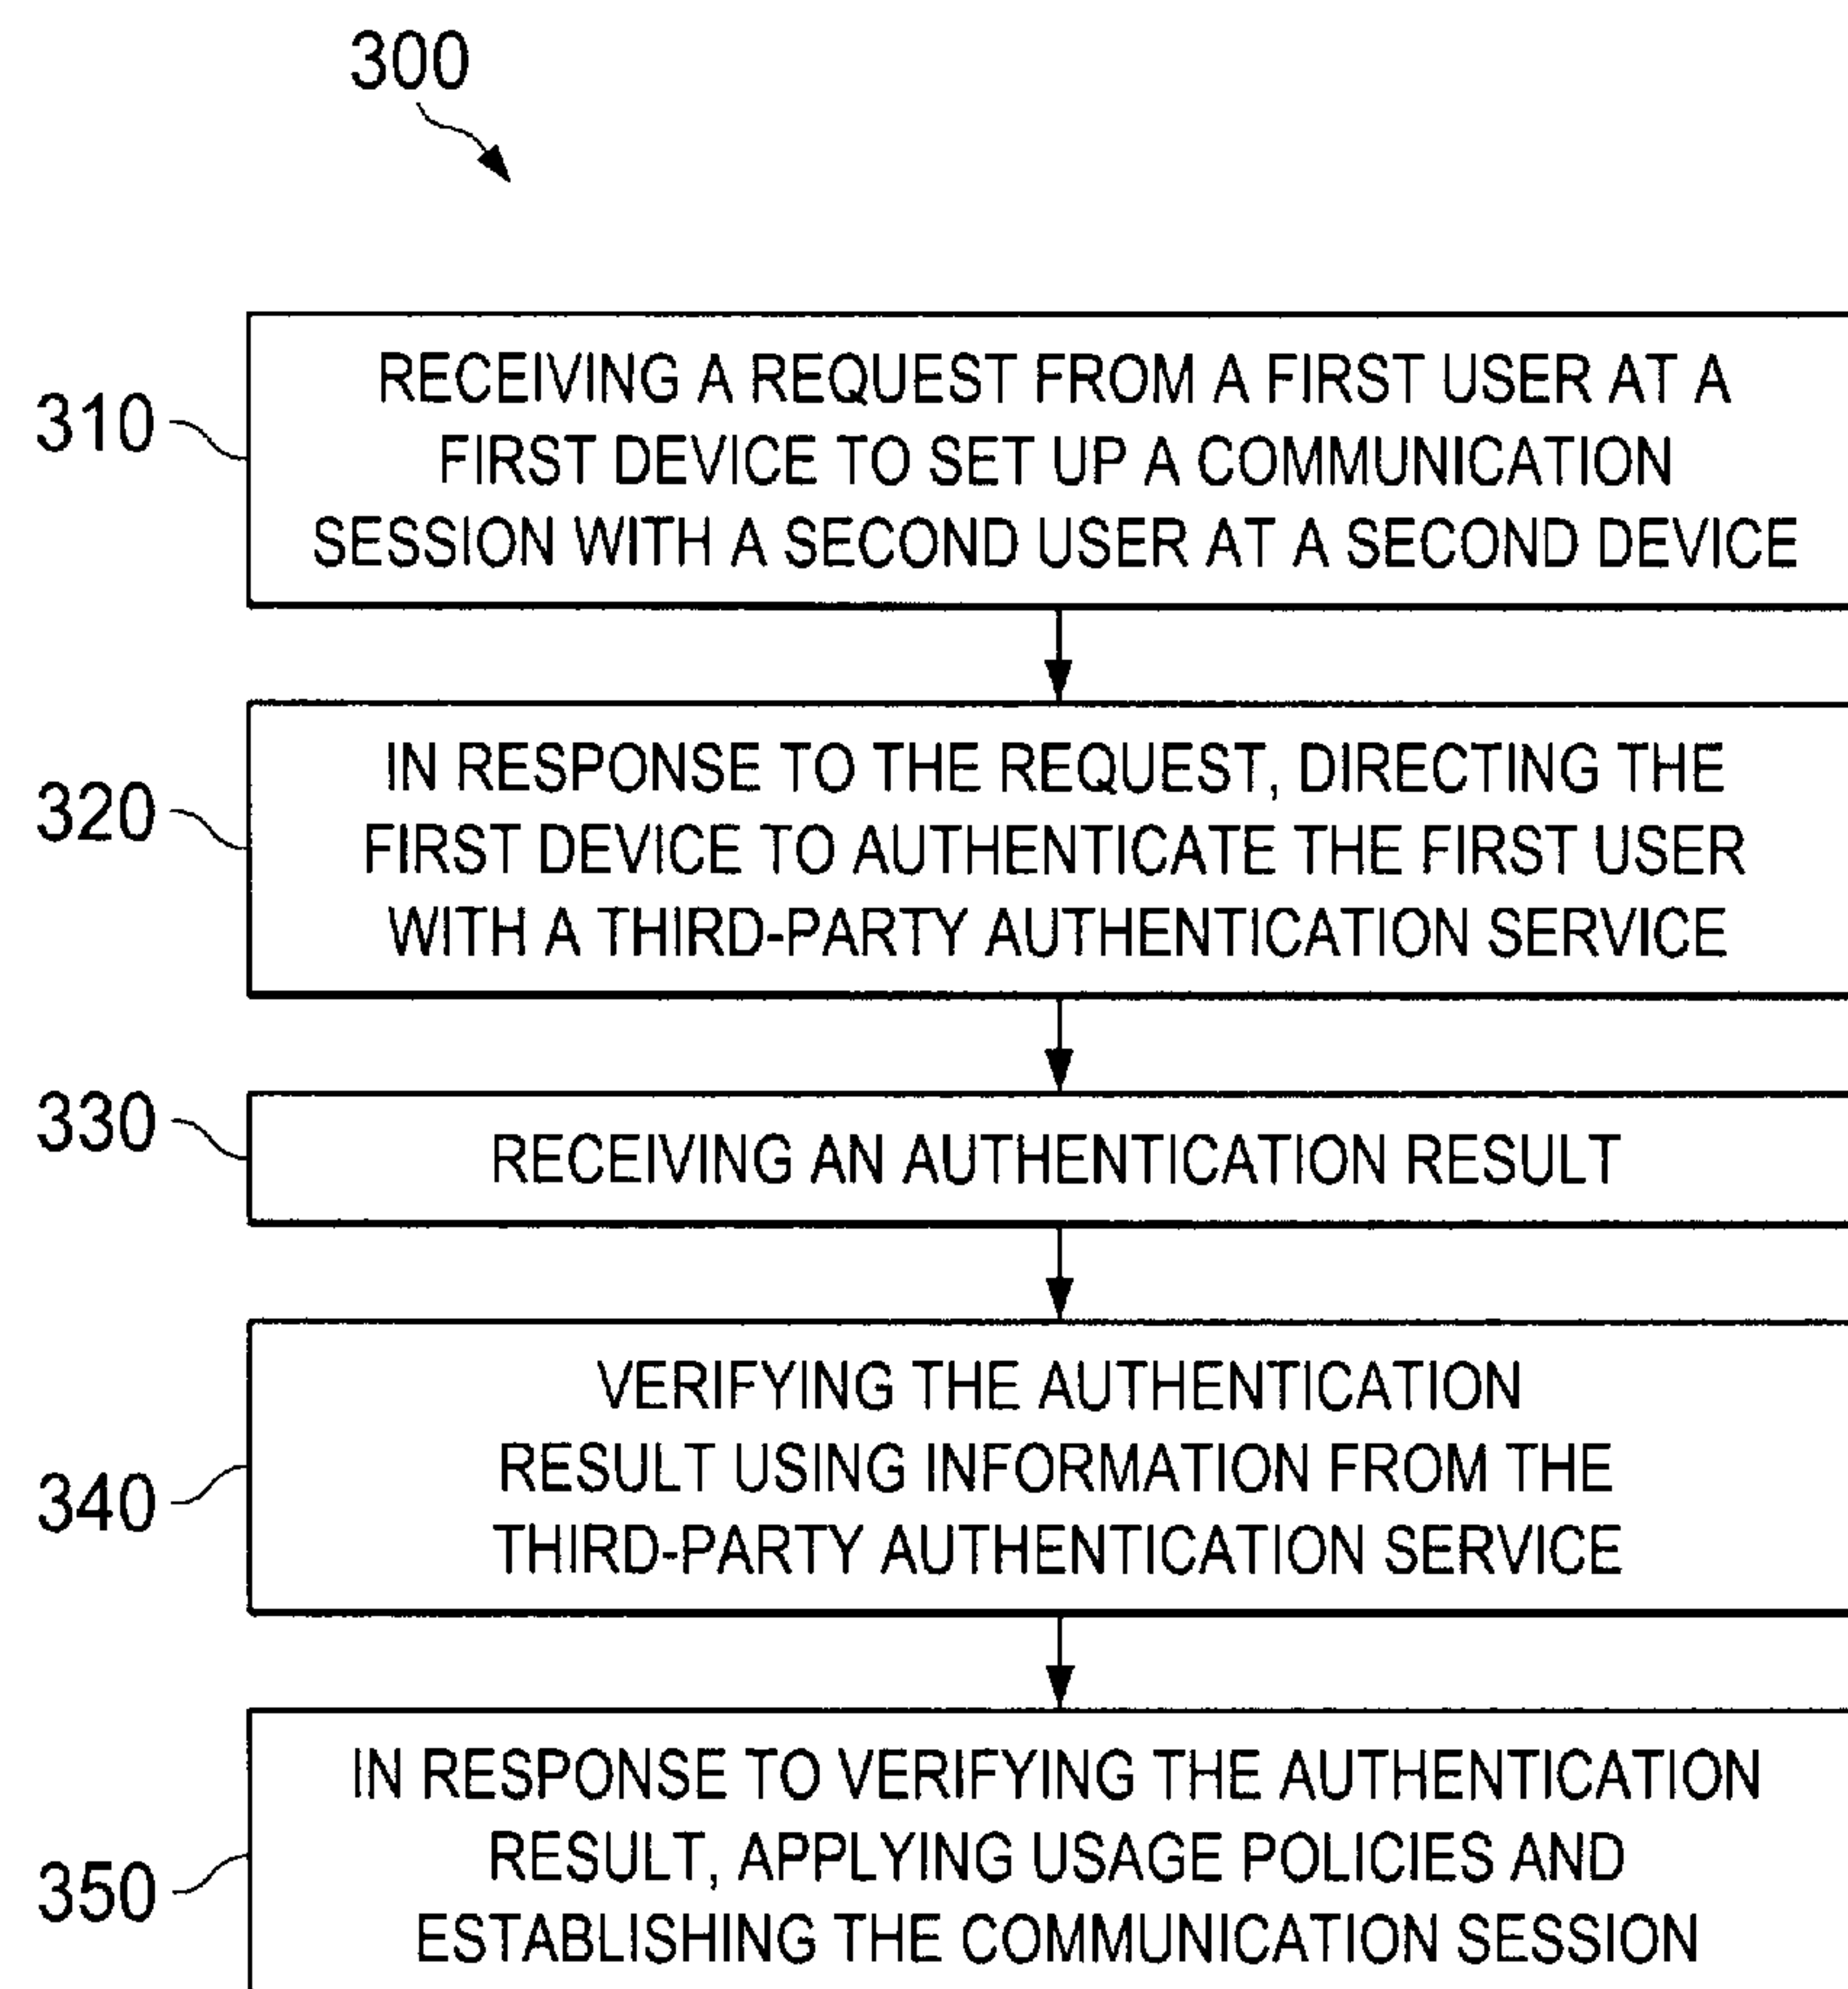 300
310
RECEIVING A REQUEST FROM A FIRST USER AT A
FIRST DEVICE TO SET UP A COMMUNICATION
SESSION WITH A SECOND USER AT A SECOND DEVICE
320
IN RESPONSE TO THE REQUEST, DIRECTING THE
FIRST DEVICE TO AUTHENTICATE THE FIRST USER
WITH A THIRD-PARTY AUTHENTICATION SERVICE
330
RECEIVING AN AUTHENTICATION RESULT
340
VERIFYING THE AUTHENTICATION
RESULT USING INFORMATION FROM THE
THIRD-PARTY AUTHENTICATION SERVICE
350
IN RESPONSE TO VERIFYING THE AUTHENTICATION
RESULT, APPLYING USAGE POLICIES AND
ESTABLISHING THE COMMUNICATION SESSION